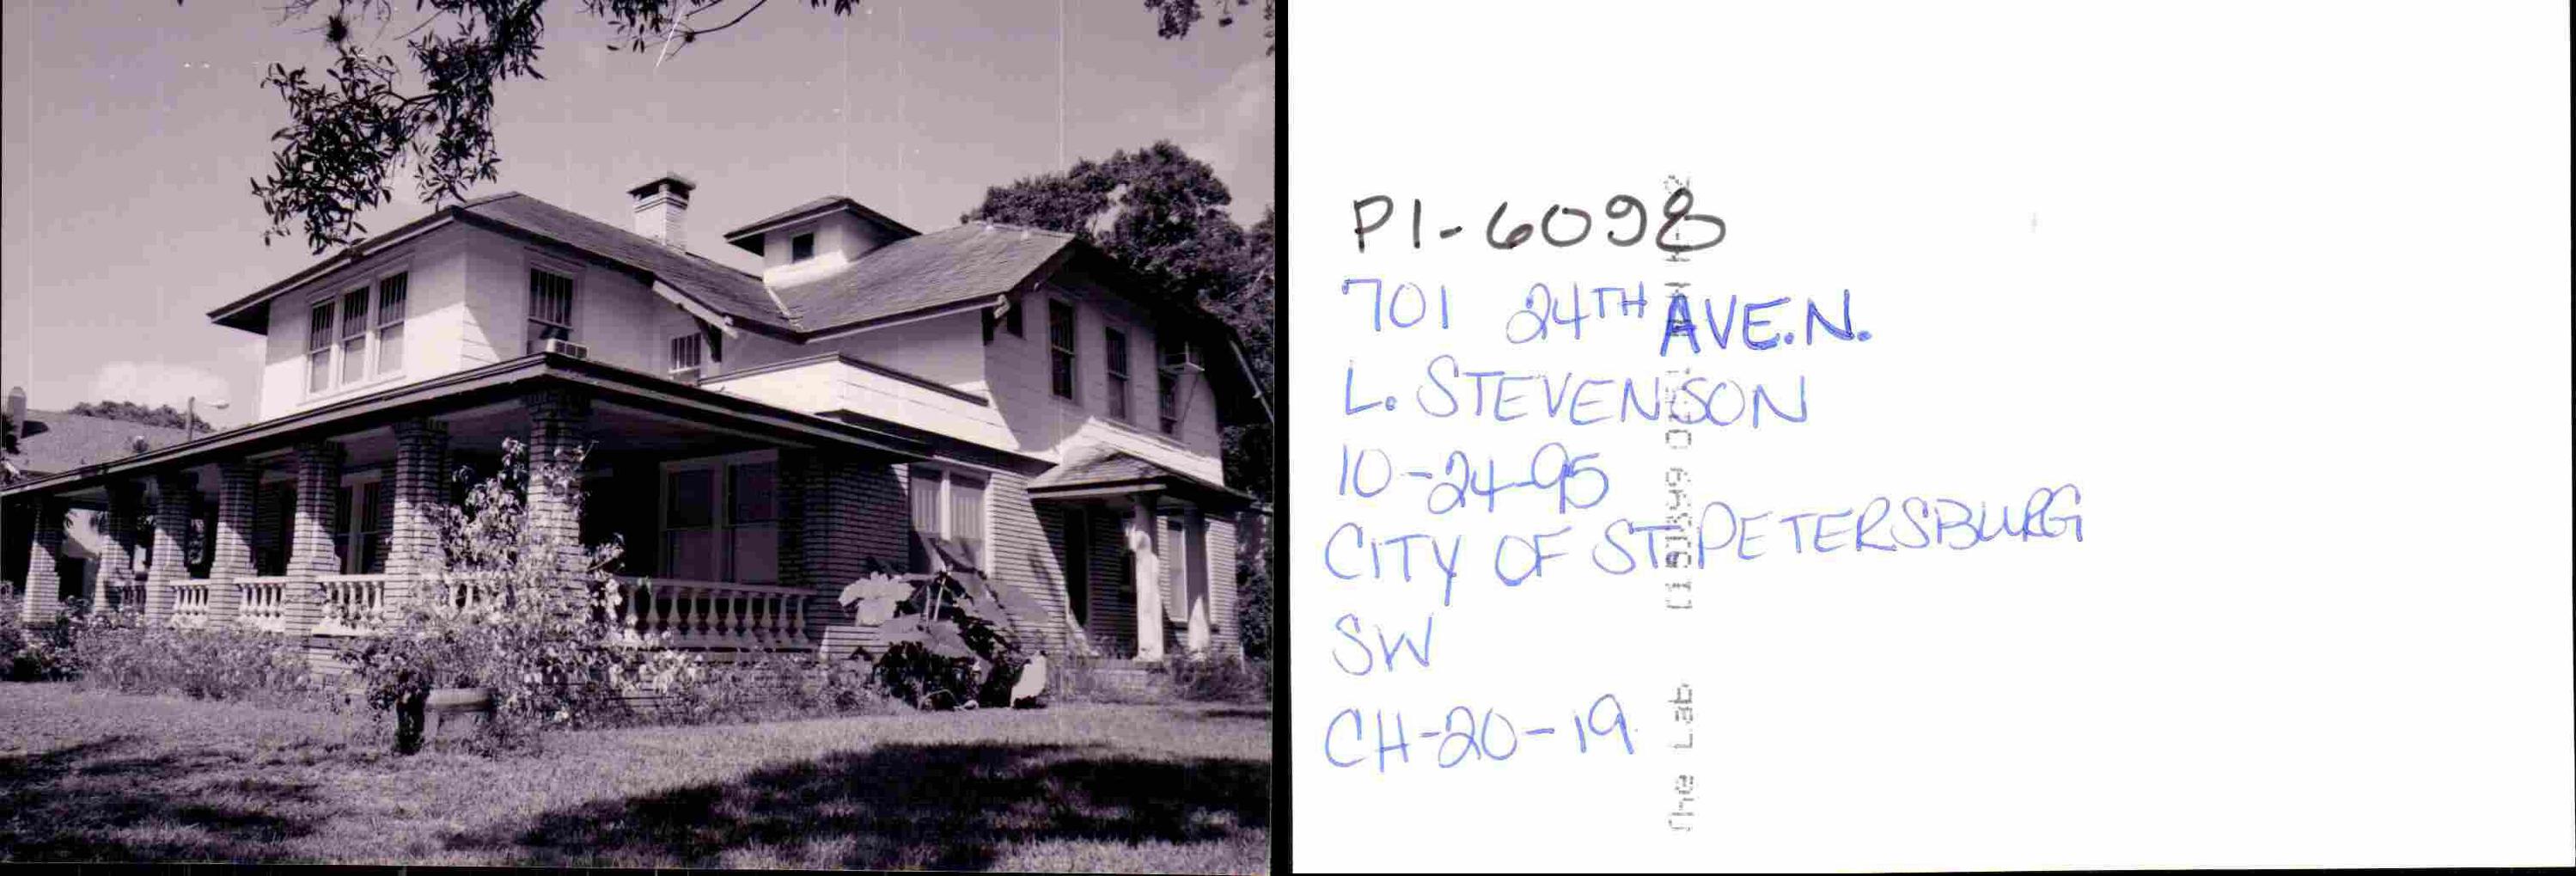 PI-6098
701 24TH AVE.N.
L. STEVENSON
10-24-95
CITY OF ST. PETERSBURG
SW
CH-20-19
The Lab